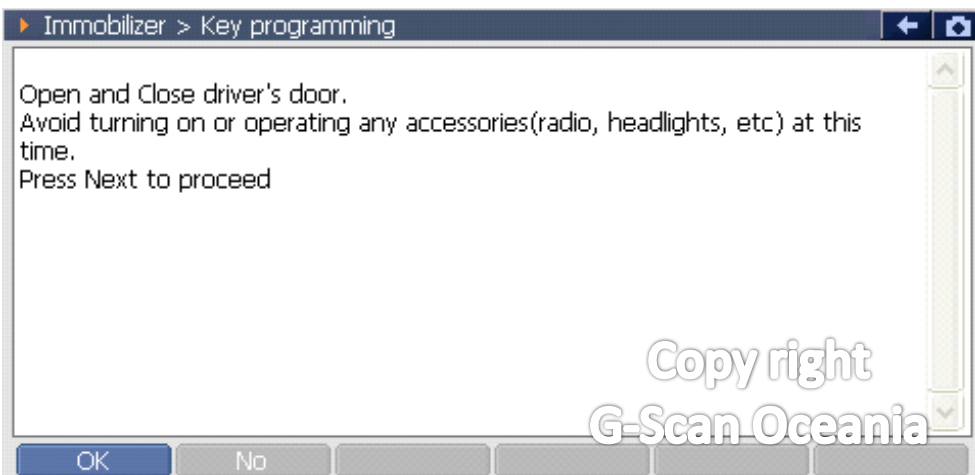 Immobilizer > Key programming
Open and Close driver's door.
Avoid turning on or operating any accessories(radio, headlights, etc) at this
time.
Press Next to proceed
Copy right
G-Scan Oceania
OK
No